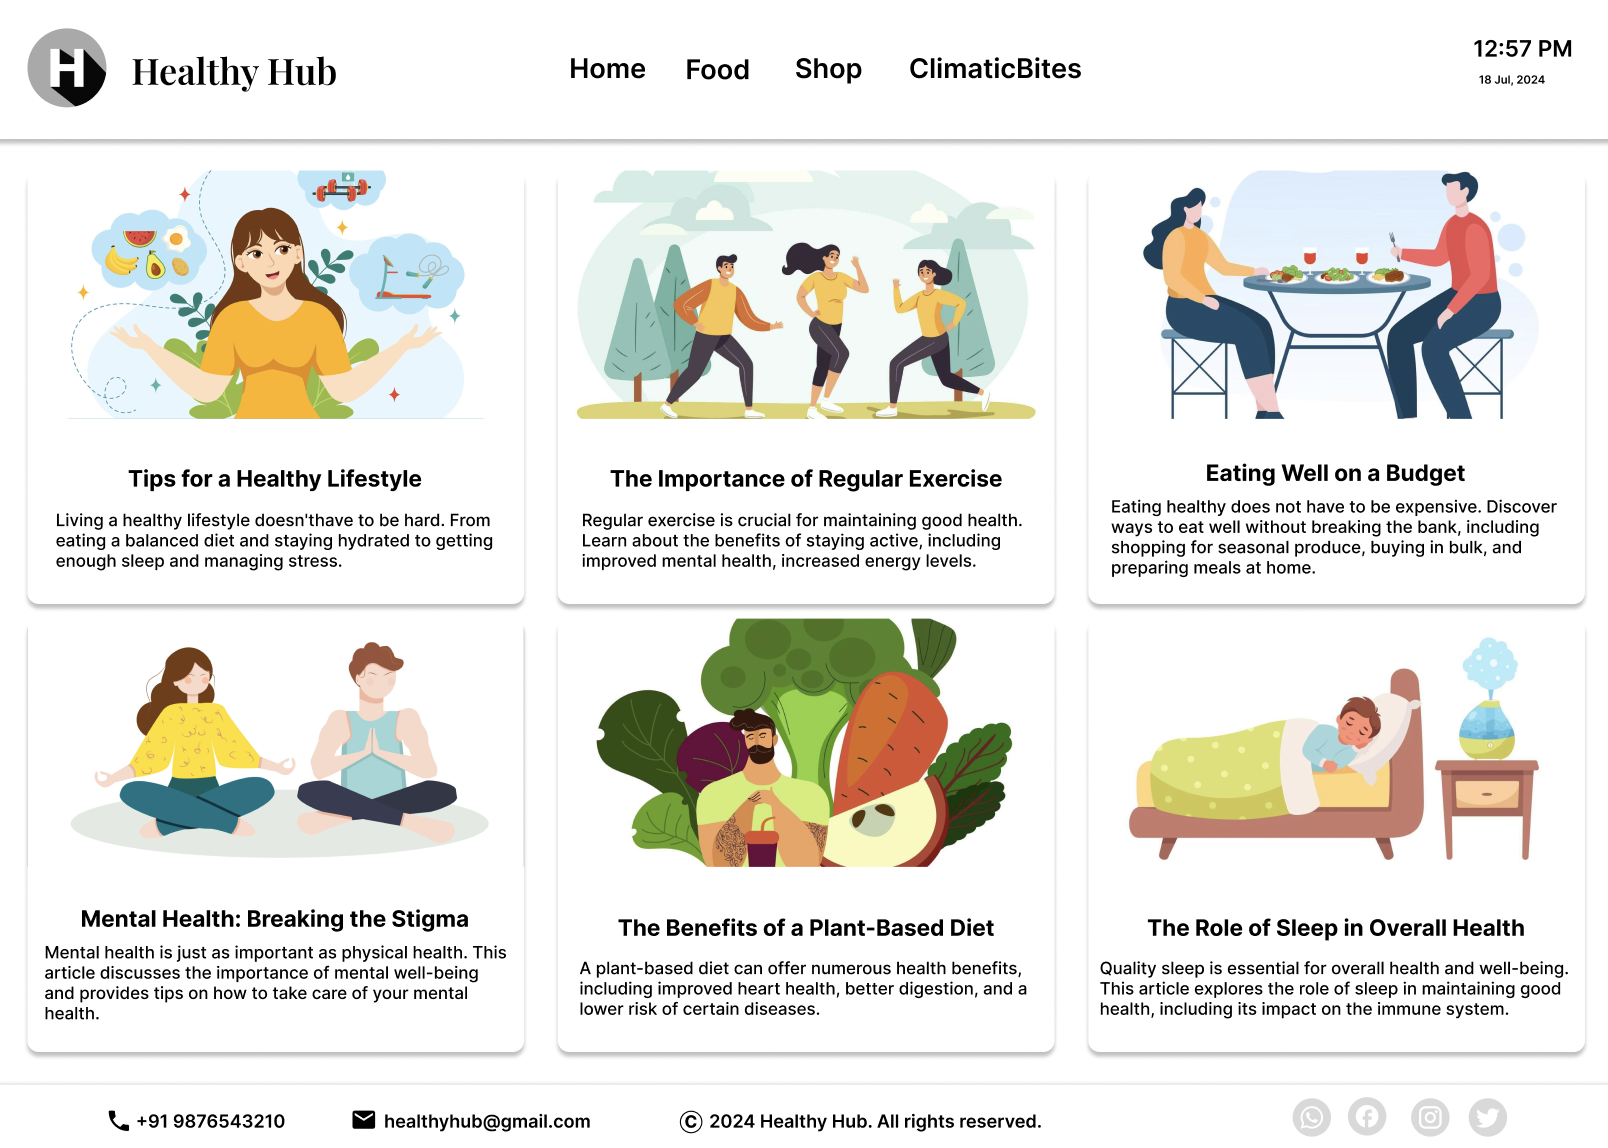 H
Healthy Hub
Home Food Shop ClimaticBites
12:57 PM
18 Jul, 2024
Tips for a Healthy Lifestyle
Living a healthy lifestyle doesn'thave to be hard. From
eating a balanced diet and staying hydrated to getting
enough sleep and managing stress.
The Importance of Regular Exercise
Regular exercise is crucial for maintaining good health.
Learn about the benefits of staying active, including
improved mental health, increased energy levels.
Eating Well on a Budget
Eating healthy does not have to be expensive. Discover
ways to eat well without breaking the bank, including
shopping for seasonal produce, buying in bulk, and
preparing meals at home.
Mental Health: Breaking the Stigma
Mental health is just as important as physical health. This
article discusses the importance of mental well-being
and provides tips on how to take care of your mental
health.
The Benefits of a Plant-Based Diet
A plant-based diet can offer numerous health benefits,
including improved heart health, better digestion, and a
lower risk of certain diseases.
The Role of Sleep in Overall Health
Quality sleep is essential for overall health and well-being.
This article explores the role of sleep in maintaining good
health, including its impact on the immune system.
+91 9876543210
healthyhub@gmail.com
© 2024 Healthy Hub. All rights reserved.